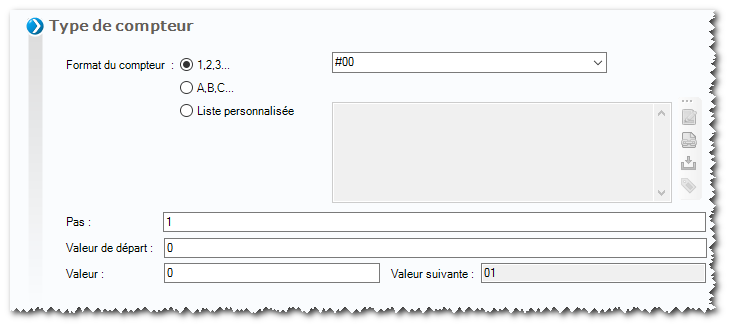 Type de compteur
Format du compteur : 1,2,3... #00
A,B,C...
Liste personnalisée
Pas : 1
Valeur de départ : 0
Valeur : 0 Valeur suivante : 01